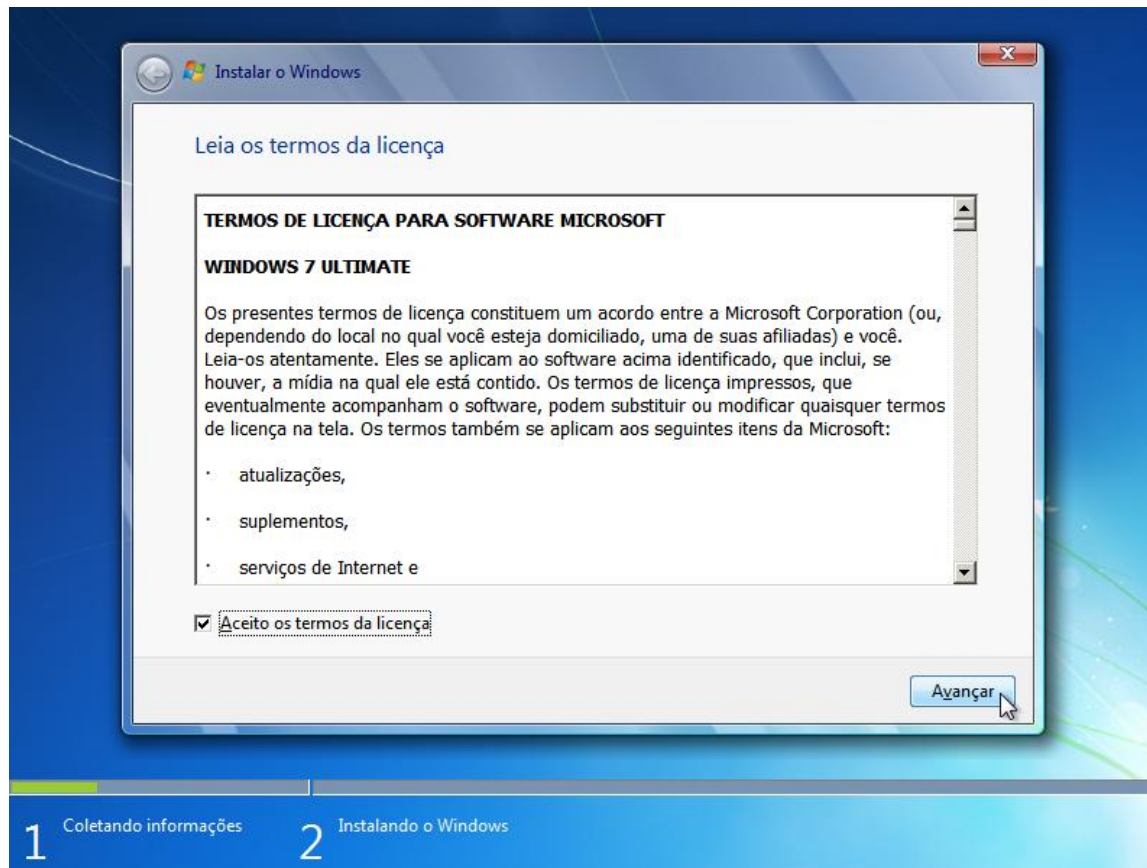 Instalar o Windows
Leia os termos da licença
TERMOS DE LICENÇA PARA SOFTWARE MICROSOFT
WINDOWS 7 ULTIMATE
Os presentes termos de licença constituem um acordo entre a Microsoft Corporation (ou,
dependendo do local no qual você esteja domiciliado, uma de suas afiliadas) e você.
Leia-os atentamente. Eles se aplicam ao software acima identificado, que inclui, se
houver, a mídia na qual ele está contido. Os termos de licença impressos, que
eventualmente acompanham o software, podem substituir ou modificar quaisquer termos
de licença na tela. Os termos também se aplicam aos seguintes itens da Microsoft:
· atualizações,
· suplementos,
· serviços de Internet e
Aceito os termos da licença
Avançar
1 Coletando informações
2 Instalando o Windows